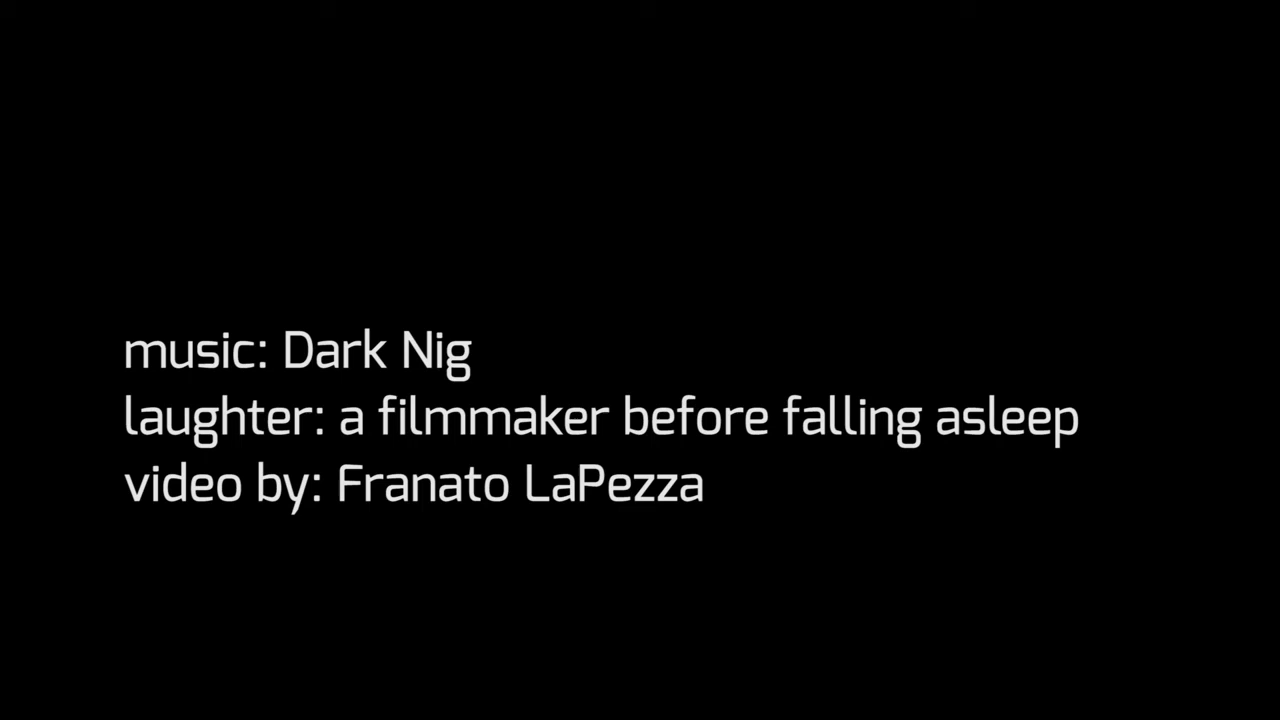 music: Dark Nig
laughter: a filmmaker before falling asleep
video by: Franato LaPezza